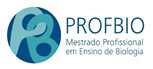 PROFBIO
Mestrado Profissional
em Ensino de Biologia